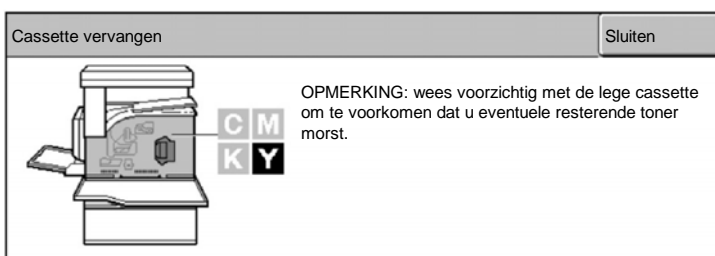 Cassette vervangen
Sluiten
OPMERKING: wees voorzichtig met de lege cassette
om te voorkomen dat u eventuele resterende toner
morst.
C M
K Y